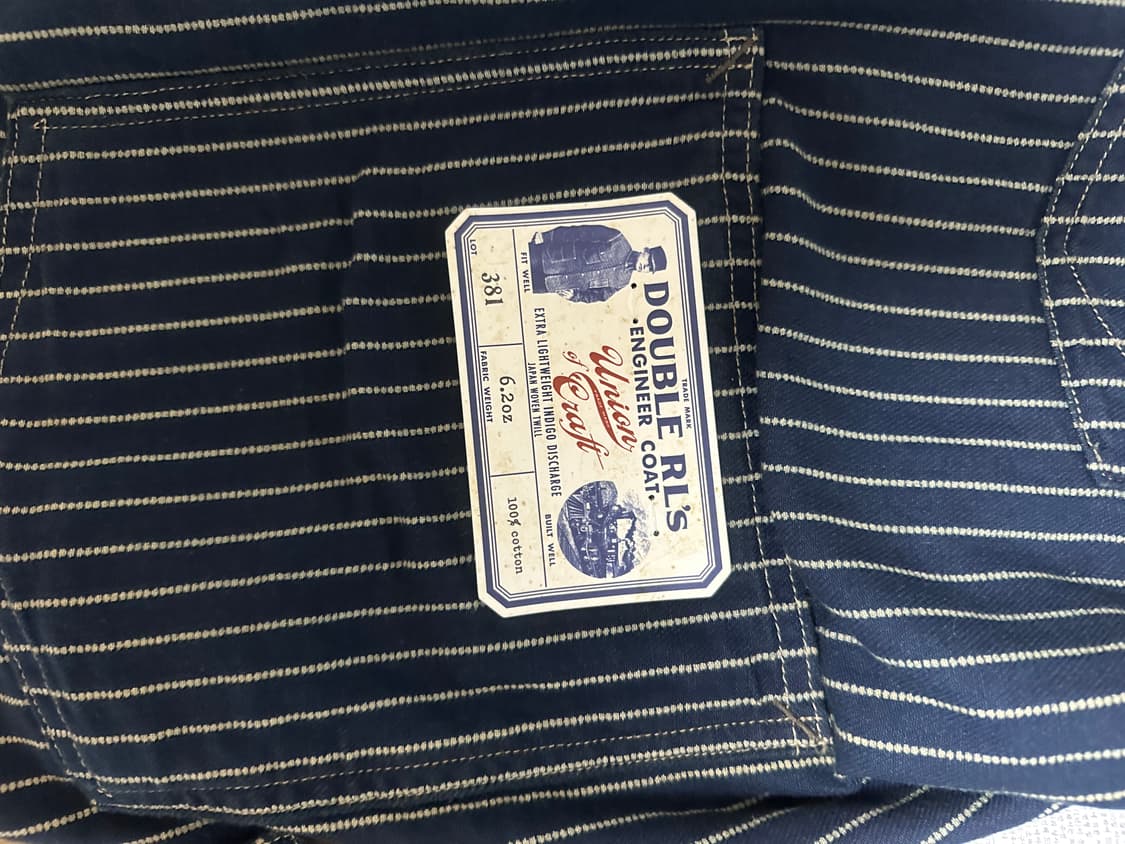 TRADE MARK
DOUBLE RL'S
·ENGINEER COAT·
Union
of Craft
FIT WELL
BUILT WELL
EXTRA LIGHTWEIGHT INDIGO DISCHARGE
JAPAN WOVEN TWILL
LOT
381
FABRIC WEIGHT
6.2oz
100% cotton